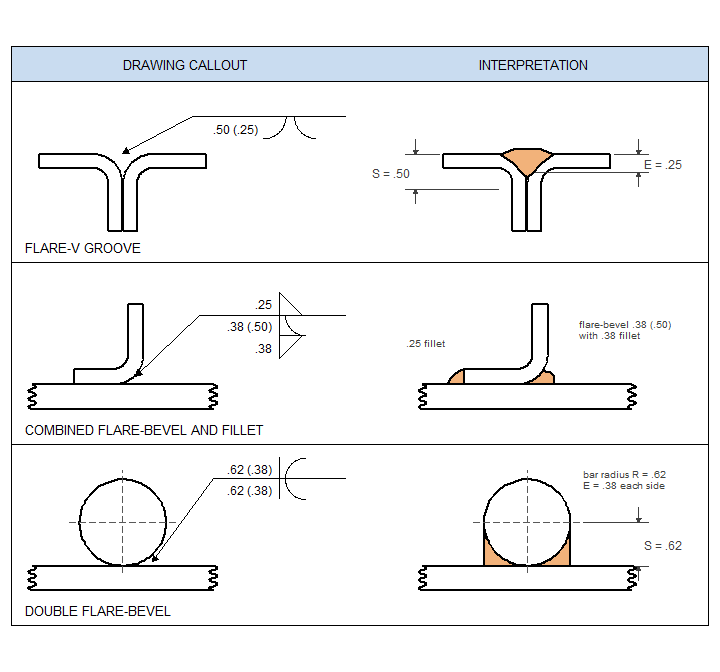 DRAWING CALLOUT
INTERPRETATION
.50 (.25)
S = .50
E = .25
FLARE-V GROOVE
.25
.38 (.50)
.38
.25 fillet
flare-bevel .38 (.50)
with .38 fillet
COMBINED FLARE-BEVEL AND FILLET
.62 (.38)
.62 (.38)
bar radius R = .62
E = .38 each side
S = .62
DOUBLE FLARE-BEVEL